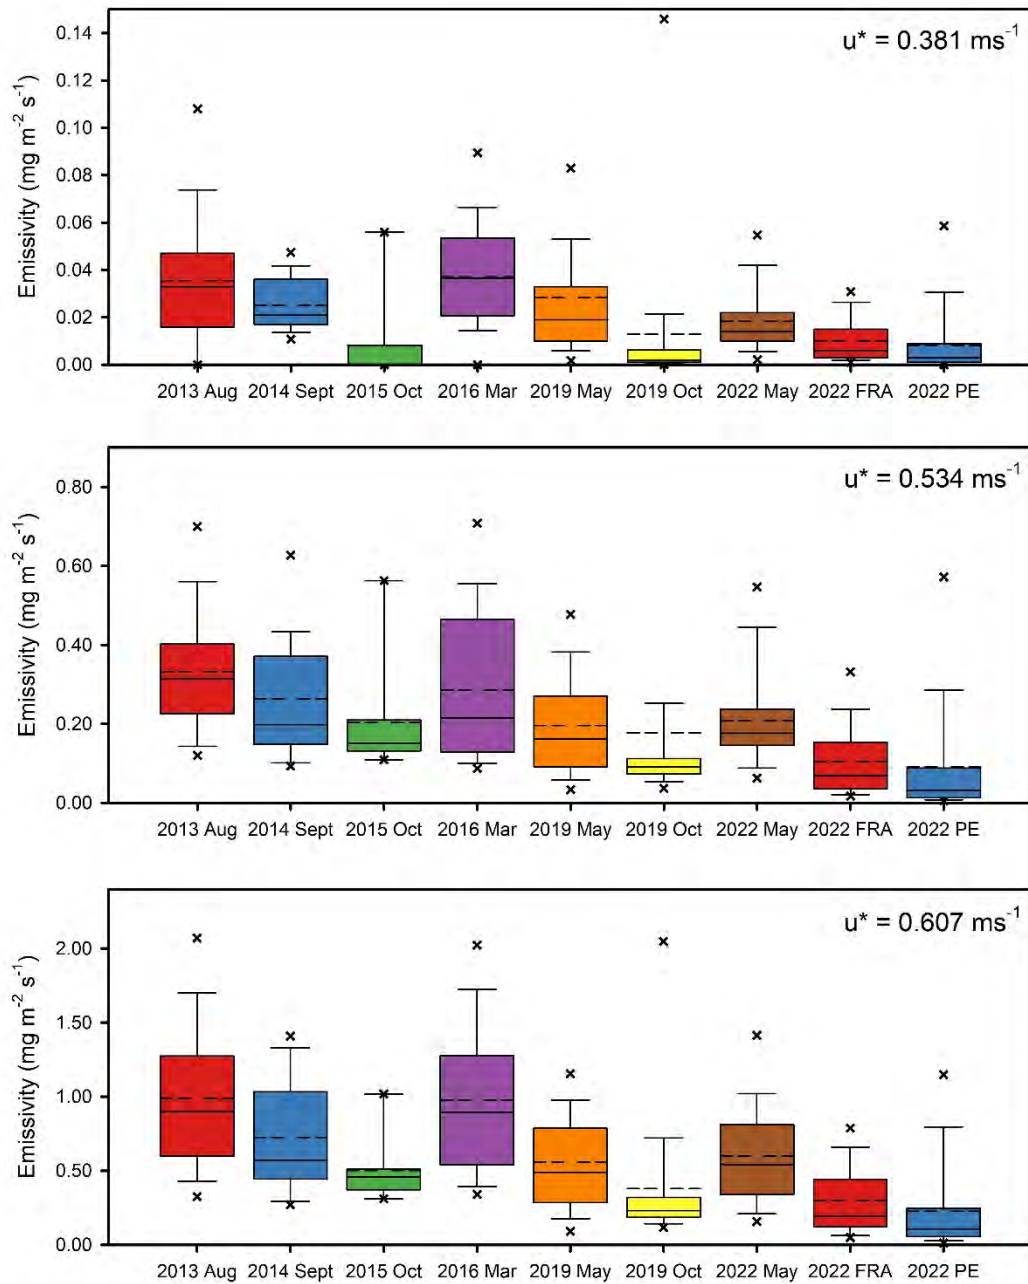 u* = 0.381 ms⁻¹
Emissivity (mg m⁻² s⁻¹)
0.14
0.12
0.10
0.08
0.06
0.04
0.02
0.00
2013 Aug 2014 Sept 2015 Oct 2016 Mar 2019 May 2019 Oct 2022 May 2022 FRA 2022 PE
u* = 0.534 ms⁻¹
Emissivity (mg m⁻² s⁻¹)
0.80
0.60
0.40
0.20
0.00
2013 Aug 2014 Sept 2015 Oct 2016 Mar 2019 May 2019 Oct 2022 May 2022 FRA 2022 PE
u* = 0.607 ms⁻¹
Emissivity (mg m⁻² s⁻¹)
2.00
1.50
1.00
0.50
0.00
2013 Aug 2014 Sept 2015 Oct 2016 Mar 2019 May 2019 Oct 2022 May 2022 FRA 2022 PE